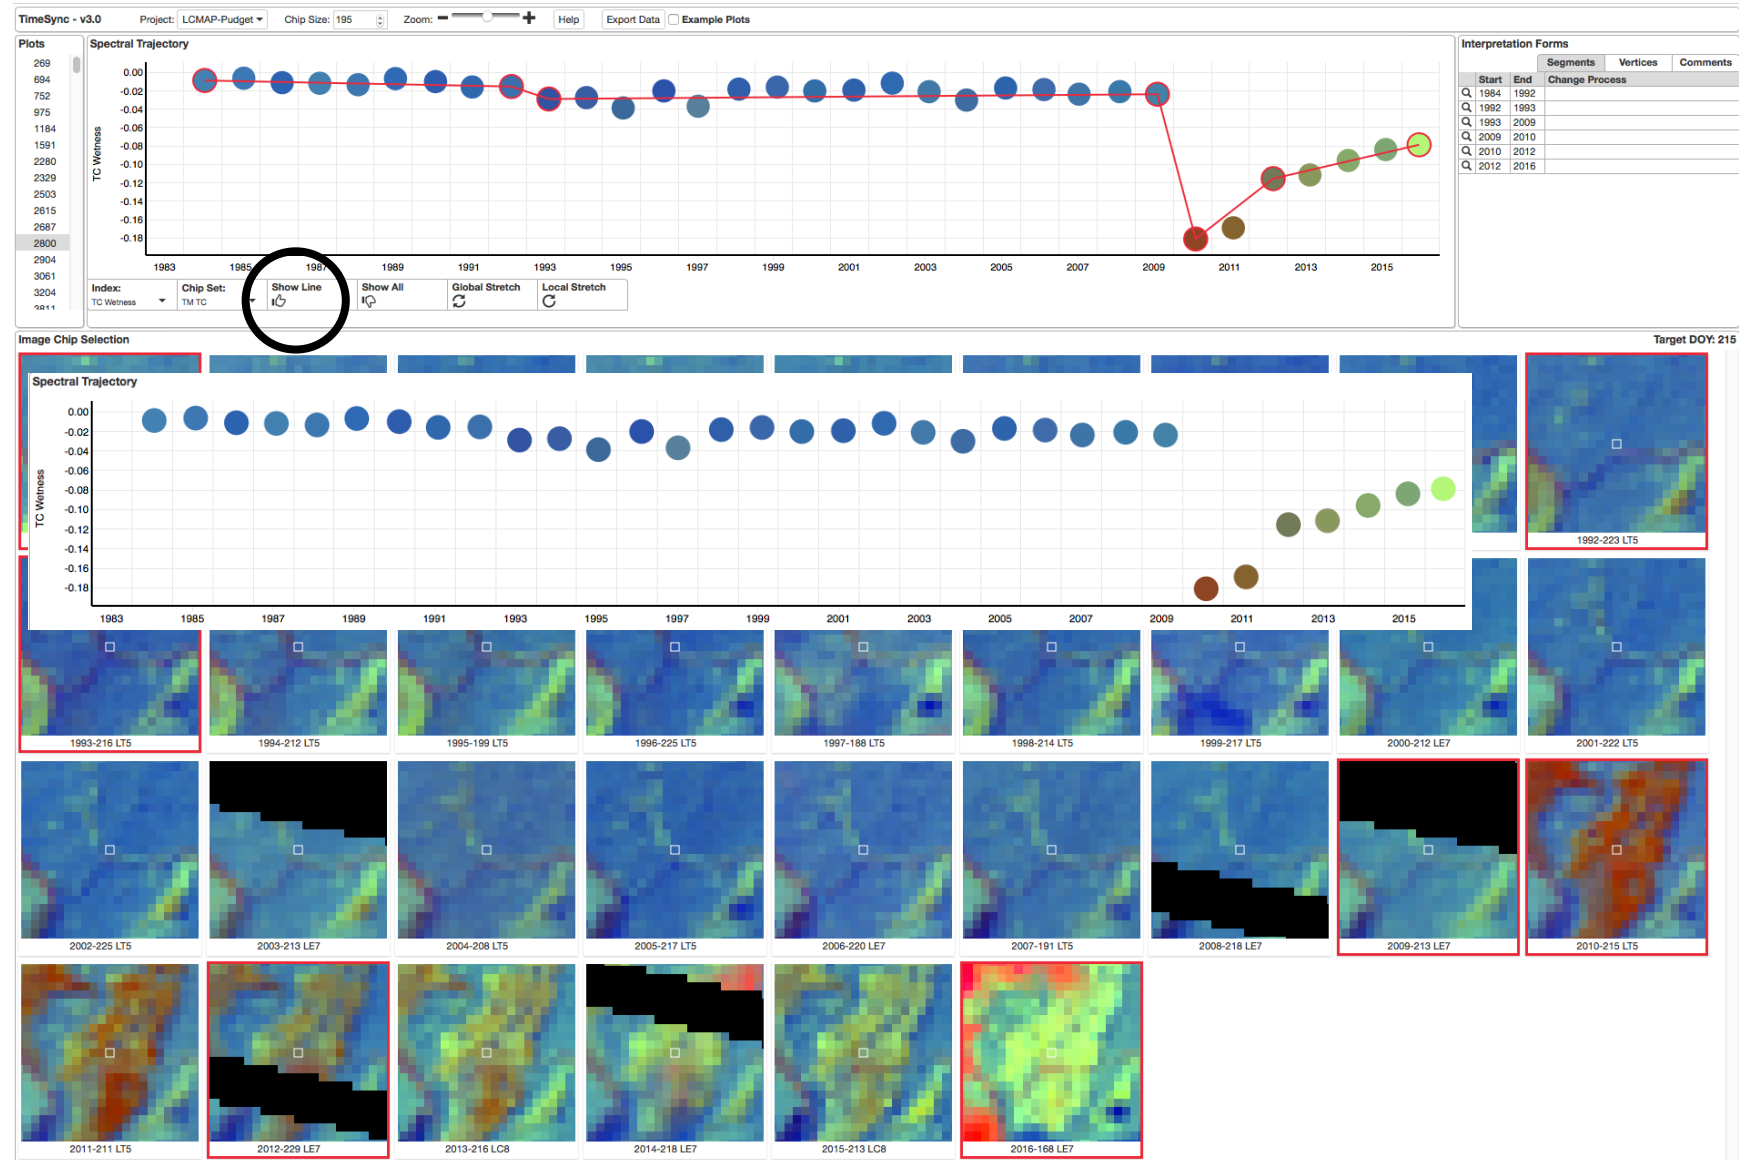 TimeSync - v3.0 Project: LCMAP-Pudget Chip Size: 195 Zoom: Help Export Data Example Plots
Plots
269
694
752
975
1184
1591
2280
2329
2503
2615
2687
2800
2904
3061
3204
3811
Spectral Trajectory
TC Wetness
0.00
-0.02
-0.04
-0.06
-0.08
-0.10
-0.12
-0.14
-0.16
-0.18
1983 1985 1987 1989 1991 1993 1995 1997 1999 2001 2003 2005 2007 2009 2011 2013 2015
Index: Chip Set: Show Line Show All Global Stretch Local Stretch
TC Wetness TM TC
Interpretation Forms
Segments Vertices Comments
Start End Change Process
1984 1992
1992 1993
1993 2009
2009 2010
2010 2012
2012 2016
Image Chip Selection Target DOY: 215
Spectral Trajectory
TC Wetness
0.00
-0.02
-0.04
-0.06
-0.08
-0.10
-0.12
-0.14
-0.16
-0.18
1983 1985 1987 1989 1991 1993 1995 1997 1999 2001 2003 2005 2007 2009 2011 2013 2015
1992-223 LT5
1993-216 LT5 1994-212 LT5 1995-199 LT5 1996-225 LT5 1997-188 LT5 1998-214 LT5 1999-217 LT5 2000-212 LE7 2001-222 LT5
2002-225 LT5 2003-213 LE7 2004-208 LT5 2005-217 LT5 2006-220 LE7 2007-191 LT5 2008-218 LE7 2009-213 LE7 2010-215 LT5
2011-211 LT5 2012-229 LE7 2013-216 LC8 2014-218 LE7 2015-213 LC8 2016-168 LE7